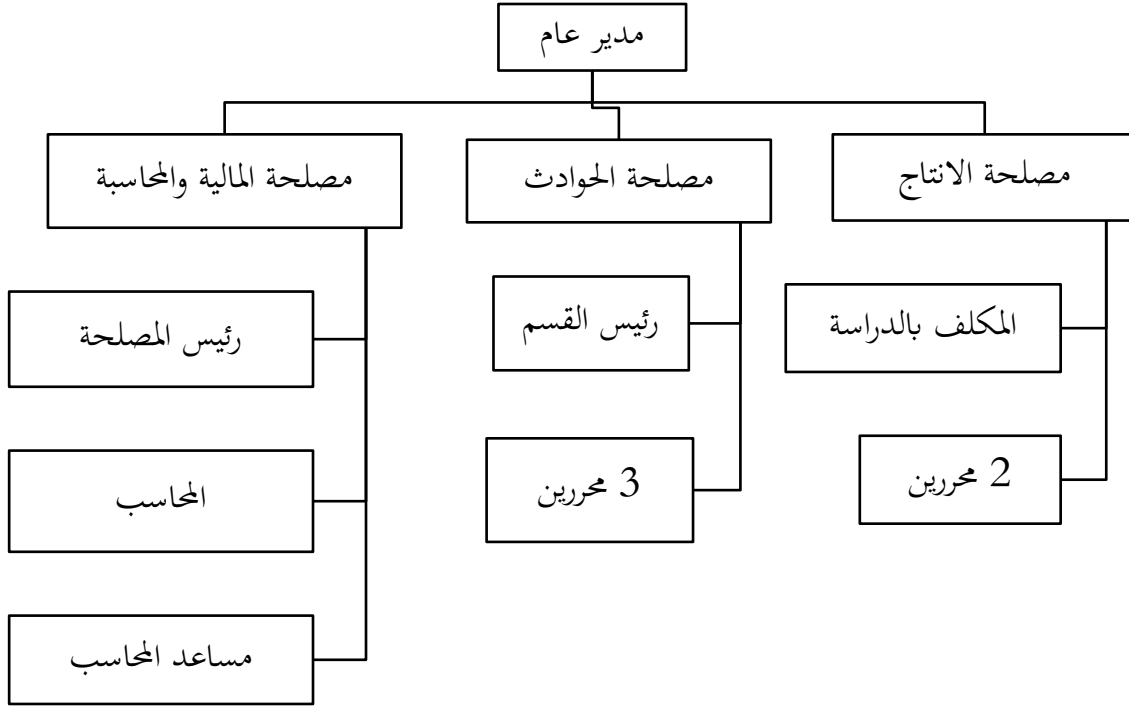 مدير عام
مصلحة الانتاج
مصلحة الحوادث
مصلحة المالية والمحاسبة
المكلف بالدراسة
رئيس القسم
رئيس المصلحة
2 محررين
3 محررين
المحاسب
مساعد المحاسب